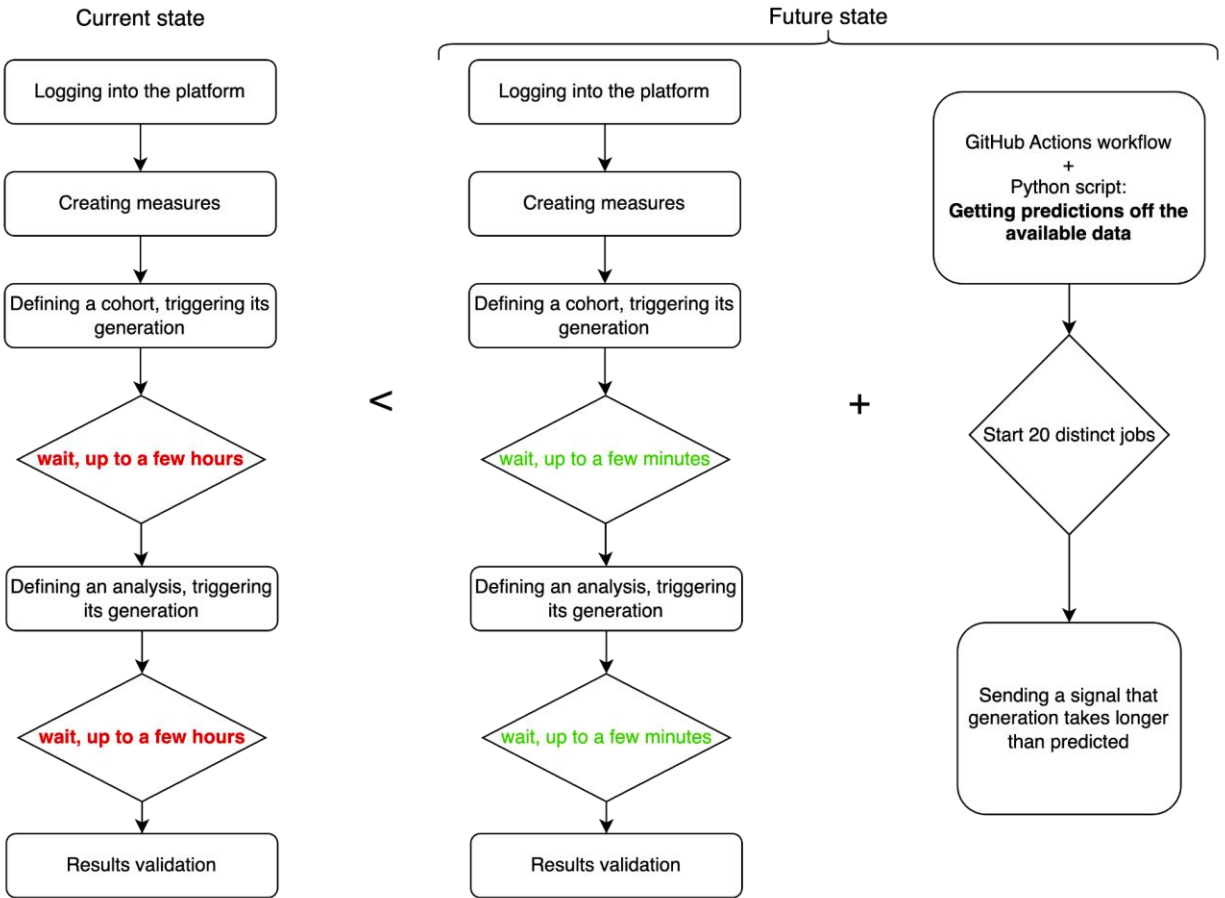 Current state
Logging into the platform
Creating measures
Defining a cohort, triggering its
generation
wait, up to a few hours
Defining an analysis, triggering
its generation
wait, up to a few hours
Results validation
<
Future state
Logging into the platform
Creating measures
Defining a cohort, triggering its
generation
wait, up to a few minutes
Defining an analysis, triggering
its generation
wait, up to a few minutes
Results validation
+
GitHub Actions workflow
+
Python script:
Getting predictions off the
available data
Start 20 distinct jobs
Sending a signal that
generation takes longer
than predicted